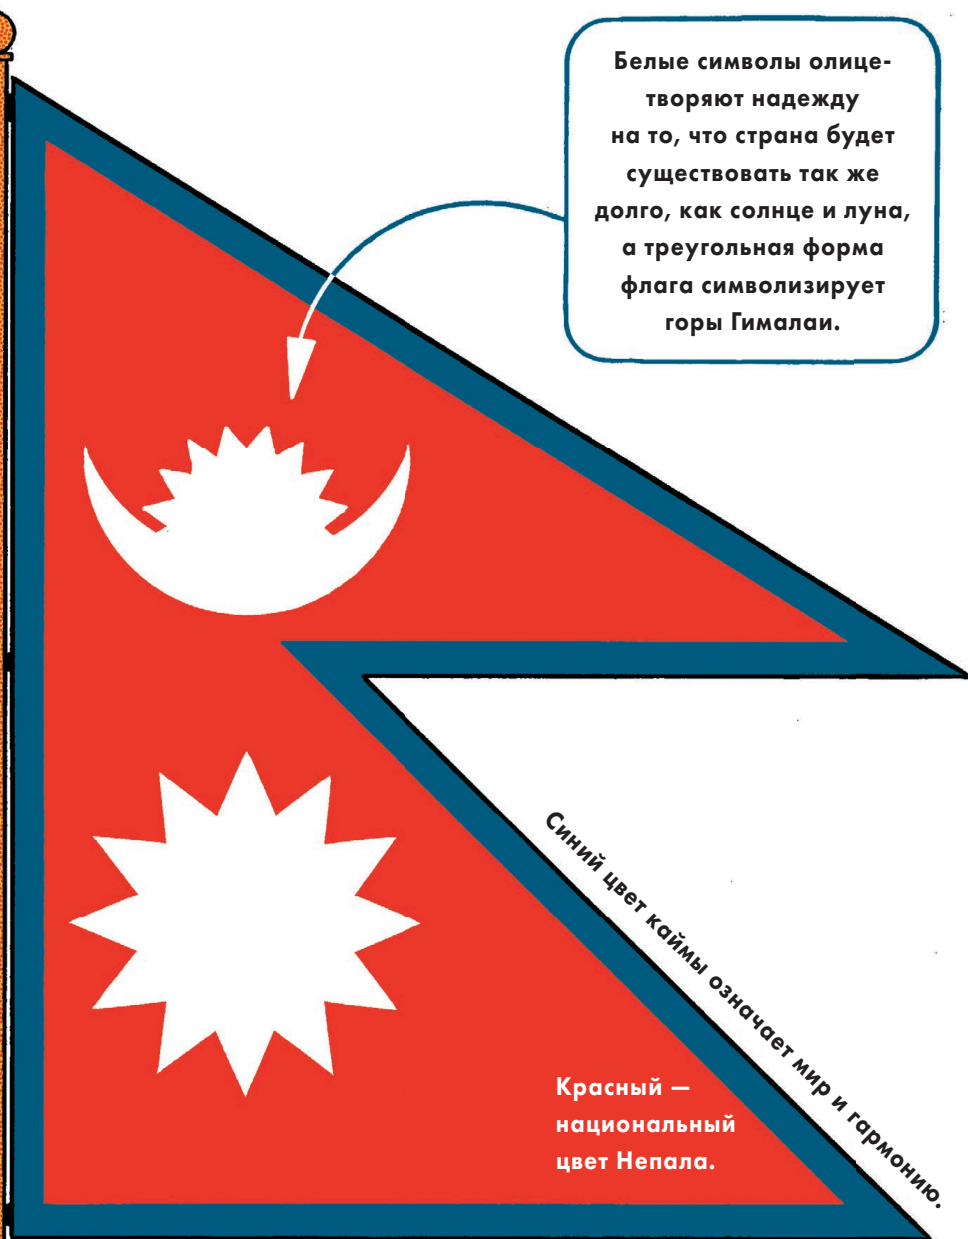 Белые символы олице-
творяют надежду
на то, что страна будет
существовать так же
долго, как солнце и луна,
а треугольная форма
флага символизирует
горы Гималаи.
Синий цвет каймы означает мир и гармонию.
Красный —
национальный
цвет Непала.